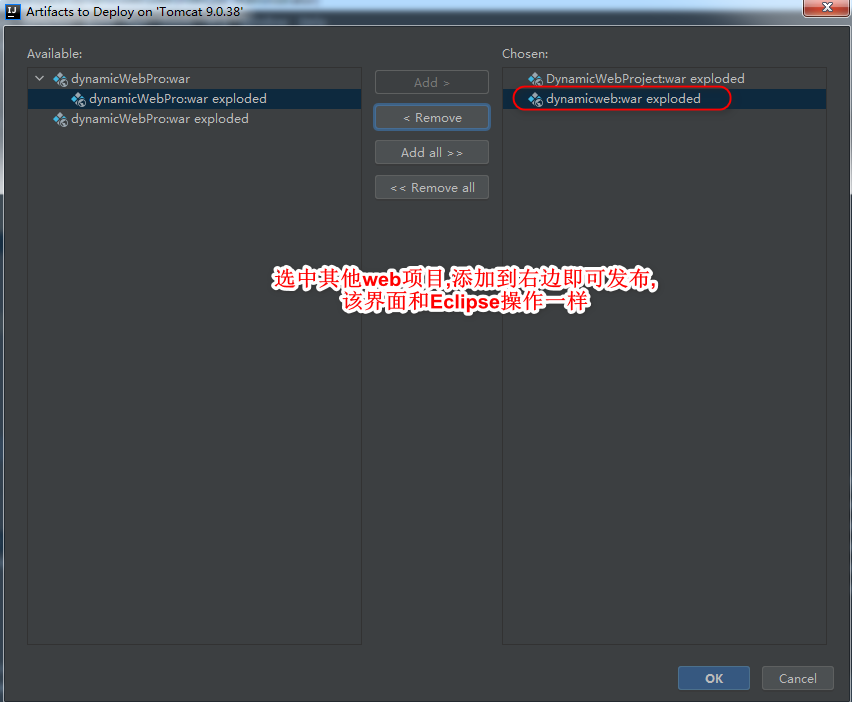 Artifacts to Deploy on 'Tomcat 9.0.38'
Available:
dynamicWebPro:war
dynamicWebPro:war exploded
dynamicWebPro:war exploded
Add >
< Remove
Add all >>
<< Remove all
Chosen:
DynamicWebProject:war exploded
dynamicweb:war exploded
选中其他web项目,添加到右边即可发布,
该界面和Eclipse操作一样
OK
Cancel